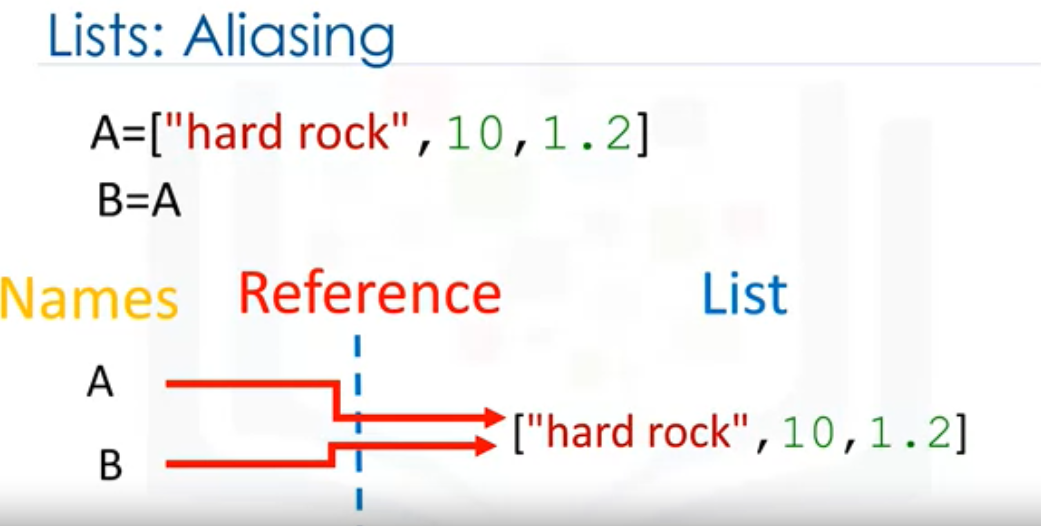 Lists: Aliasing
A=["hard rock",10,1.2]
B=A
Names Reference List
A
["hard rock",10,1.2]
B